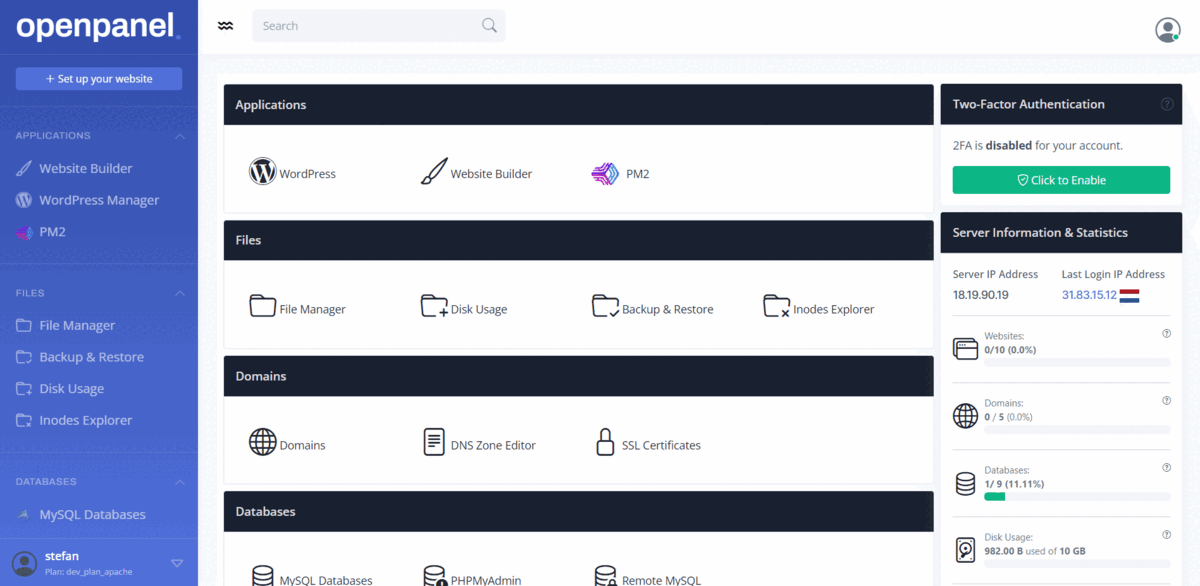 openpanel
+ Set up your website
APPLICATIONS
Website Builder
WordPress Manager
PM2
FILES
File Manager
Backup & Restore
Disk Usage
Inodes Explorer
DATABASES
MySQL Databases
stefan
Plan: dev_plan_apache
Search
Applications
WordPress
Website Builder
PM2
Files
File Manager
Disk Usage
Backup & Restore
Inodes Explorer
Domains
Domains
DNS Zone Editor
SSL Certificates
Databases
MySQL Databases
PHPMyAdmin
Remote MySQL
Two-Factor Authentication
2FA is disabled for your account.
Click to Enable
Server Information & Statistics
Server IP Address
18.19.90.19
Last Login IP Address
31.83.15.12
Websites:
0/10 (0.0%)
Domains:
0 / 5 (0.0%)
Databases:
1/ 9 (11.11%)
Disk Usage:
982.00 B used of 10 GB